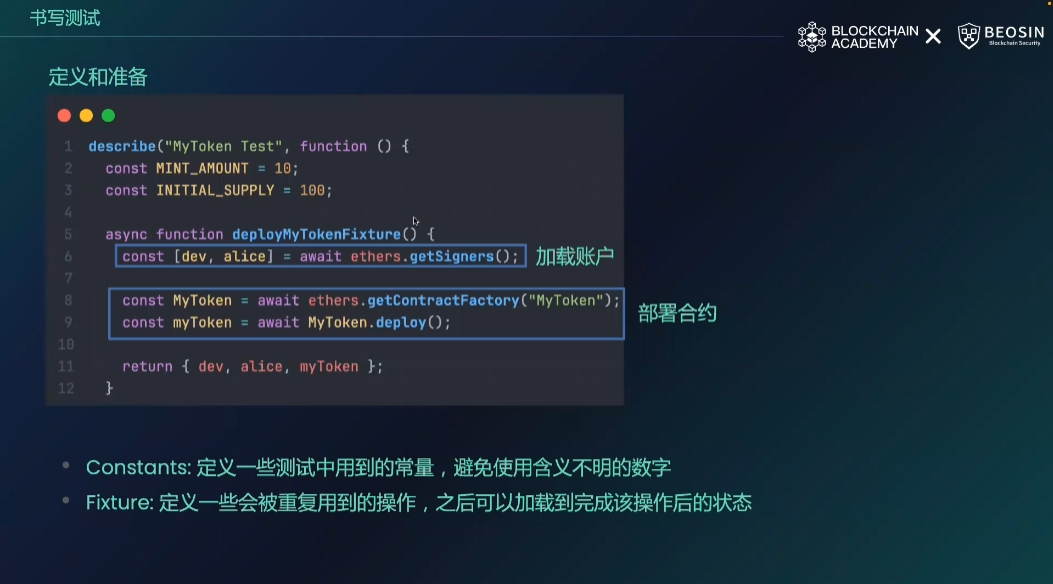 书写测试
BLOCKCHAIN
ACADEMY
BEOSIN
Blockchain Security
定义和准备
1 describe("MyToken Test", function () {
2 const MINT_AMOUNT = 10;
3 const INITIAL_SUPPLY = 100;
4
5 async function deployMyTokenFixture() {
6 const [dev, alice] = await ethers.getSigners(); 加载账户
7
8 const MyToken = await ethers.getContractFactory("MyToken");
9 const myToken = await MyToken.deploy();
部署合约
10
11 return { dev, alice, myToken };
12 }
Constants: 定义一些测试中用到的常量，避免使用含义不明的数字
Fixture: 定义一些会被重复用到的操作，之后可以加载到完成该操作后的状态